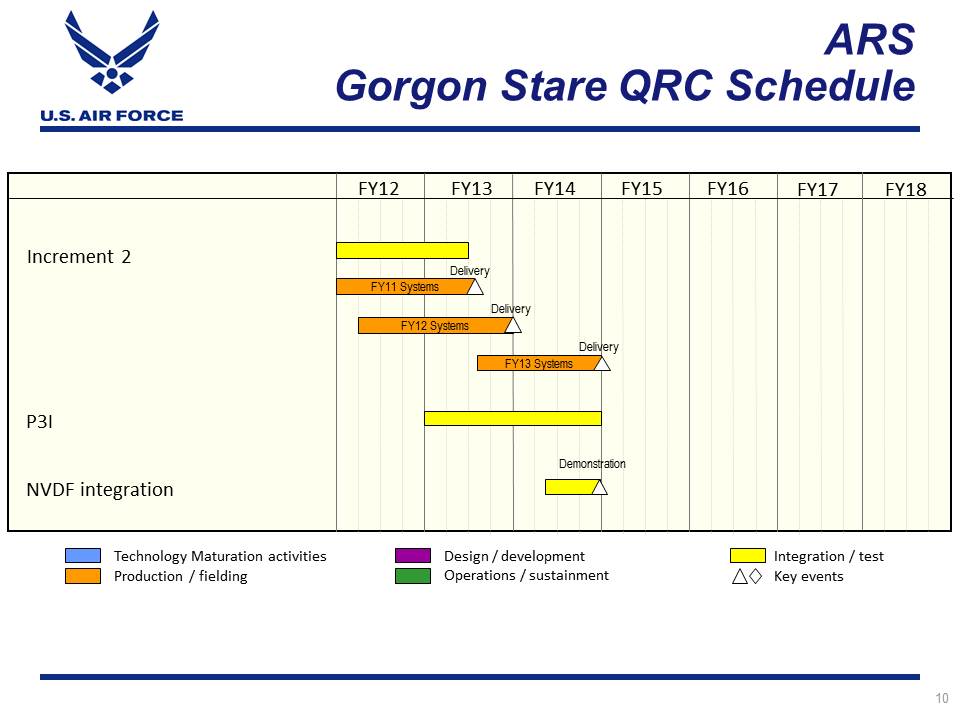 ARS
Gorgon Stare QRC Schedule
U.S. AIR FORCE
FY12 FY13 FY14 FY15 FY16 FY17 FY18
Increment 2
Delivery
FY11 Systems
Delivery
FY12 Systems
Delivery
FY13 Systems
P3I
Demonstration
NVDF integration
Technology Maturation activities Design / development Integration / test
Production / fielding Operations / sustainment Key events
10